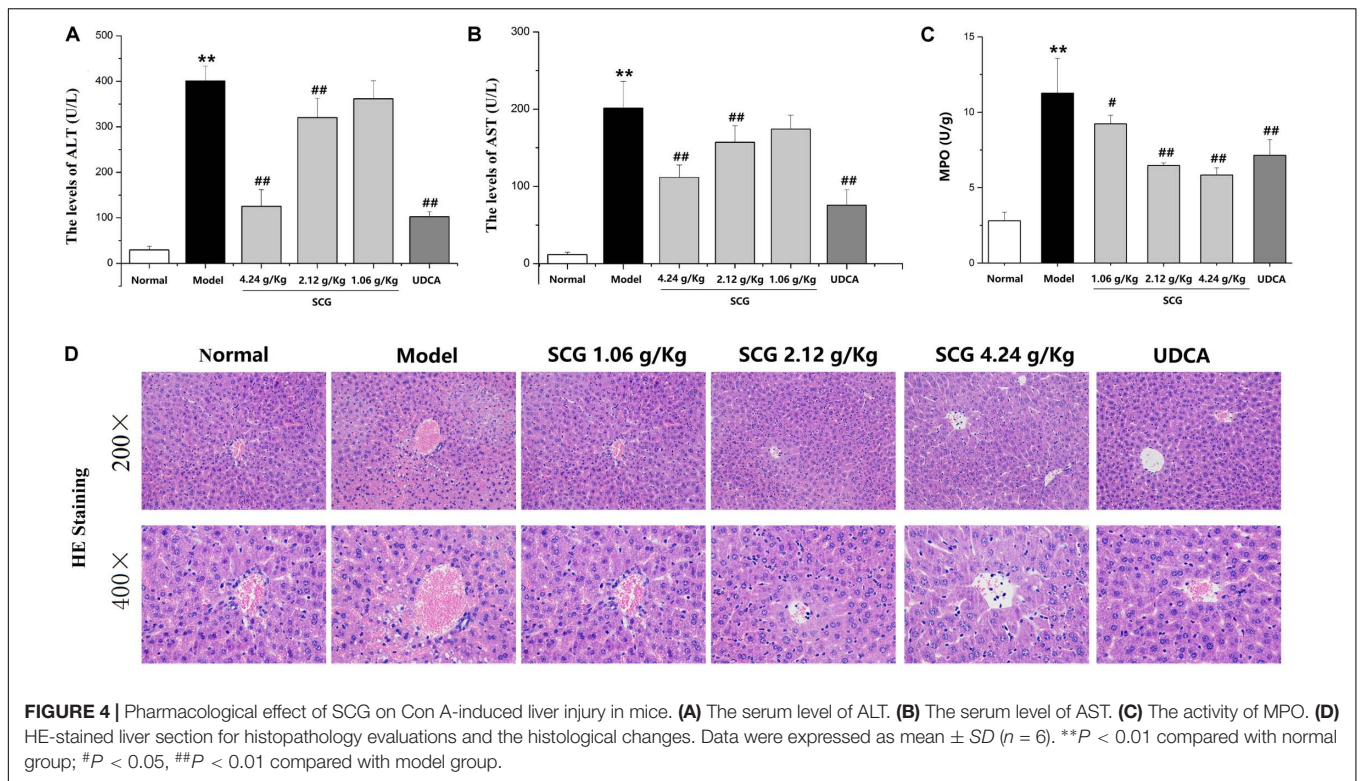 A
The levels of ALT (U/L)
500
400
300
200
100
0
**
##
##
##
Normal
Model
4.24 g/Kg
2.12 g/Kg
1.06 g/Kg
UDCA
SCG
B
The levels of AST (U/L)
300
200
100
0
**
##
##
##
Normal
Model
4.24 g/Kg
2.12 g/Kg
1.06 g/Kg
UDCA
SCG
C
MPO (U/g)
15
10
5
0
**
#
##
##
##
Normal
Model
1.06 g/Kg
2.12 g/Kg
4.24 g/Kg
UDCA
SCG
D
Normal
Model
SCG 1.06 g/Kg
SCG 2.12 g/Kg
SCG 4.24 g/Kg
UDCA
HE Staining
200×
400×
FIGURE 4 | Pharmacological effect of SCG on Con A-induced liver injury in mice. (A) The serum level of ALT. (B) The serum level of AST. (C) The activity of MPO. (D)
HE-stained liver section for histopathology evaluations and the histological changes. Data were expressed as mean ± SD (n = 6). **P < 0.01 compared with normal
group; #P < 0.05, ##P < 0.01 compared with model group.